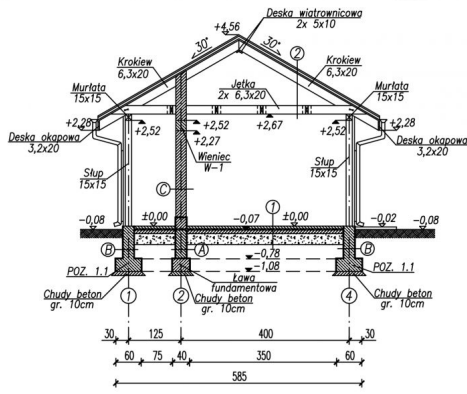 +4,56
Deska wiatrownicowa
2x 5x10
30°
30°
2
Krokiew
6,3x20
Krokiew
6,3x20
Murłata
15x15
Jętka
2x 6,3x20
Murłata
15x15
+2,28
+2,52
+2,52
+2,67
+2,52
+2,28
+2,27
Deska okapowa
3,2x20
Deska okapowa
3,2x20
Wieniec
W-1
Słup
15x15
Słup
15x15
C
1
-0,08
±0,00
-0,07
±0,00
-0,02
-0,08
B
A
B
-0,78
-1,08
POZ. 1.1
POZ. 1.1
Ława
fundamentowa
Chudy beton
gr. 10cm
1
2
Chudy beton
gr. 10cm
4
Chudy beton
gr. 10cm
30
125
400
30
60
75
40
350
60
585